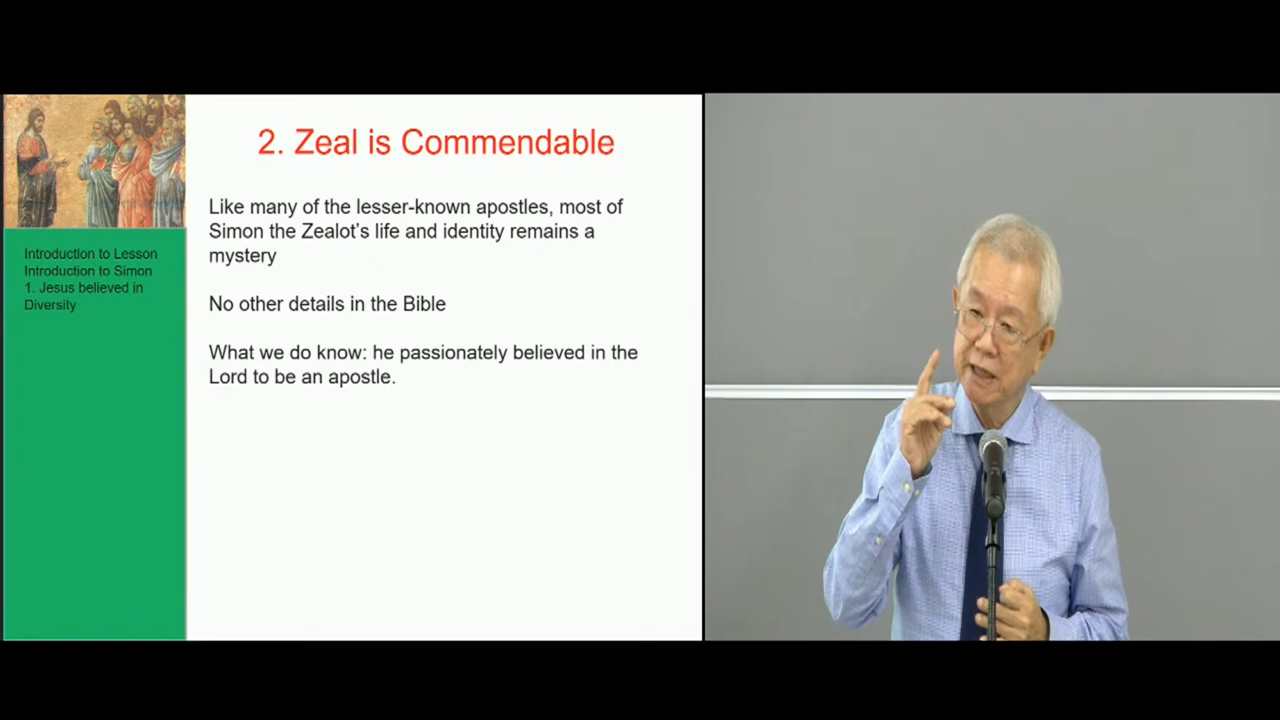 2. Zeal is Commendable
Like many of the lesser-known apostles, most of
Simon the Zealot's life and identity remains a
mystery
No other details in the Bible
What we do know: he passionately believed in the
Lord to be an apostle.
Introduction to Lesson
Introduction to Simon
1. Jesus believed in
Diversity